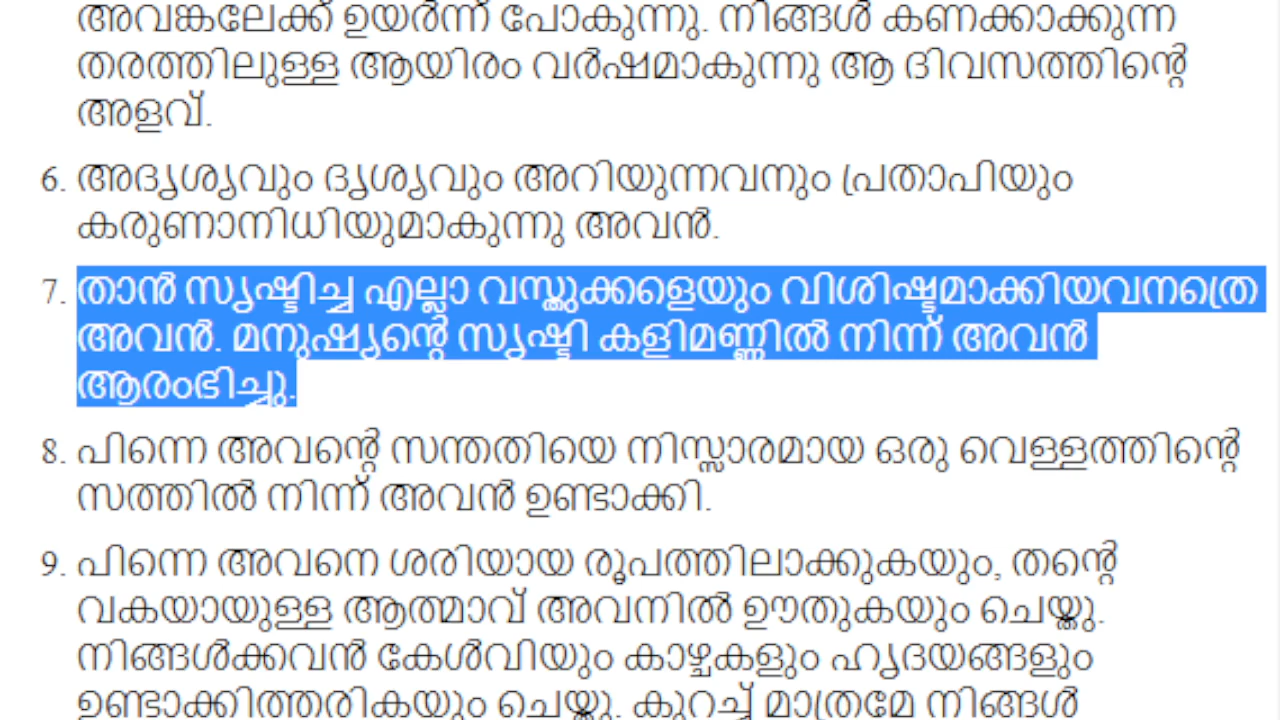 അവങ്കലേക്ക് ഉയർന്ന് പോകുന്നു. നിങ്ങൾ കണക്കാക്കുന്ന
തരത്തിലുള്ള ആയിരം വർഷമാകുന്നു ആ ദിവസത്തിന്റെ
അളവ്.
6. അദൃശ്യവും ദൃശ്യവും അറിയുന്നവനും പ്രതാപിയും
കരുണാനിധിയുമാകുന്നു അവൻ.
7. താൻ സൃഷ്ടിച്ച എല്ലാ വസ്തുക്കളെയും വിശിഷ്ടമാക്കിയവനത്രെ
അവൻ. മനുഷ്യന്റെ സൃഷ്ടി കളിമണ്ണിൽ നിന്ന് അവൻ
ആരംഭിച്ചു.
8. പിന്നെ അവന്റെ സന്തതിയെ നിസ്സാരമായ ഒരു വെള്ളത്തിന്റെ
സത്തിൽ നിന്ന് അവൻ ഉണ്ടാക്കി.
9. പിന്നെ അവനെ ശരിയായ രൂപത്തിലാക്കുകയും, തന്റെ
വകയായുള്ള ആത്മാവ് അവനിൽ ഊതുകയും ചെയ്തു.
നിങ്ങൾക്കവൻ കേൾവിയും കാഴ്ചകളും ഹൃദയങ്ങളും
ഉണ്ടാക്കിത്തരികയും ചെയ്തു. കുറച്ച് മാത്രമേ നിങ്ങൾ